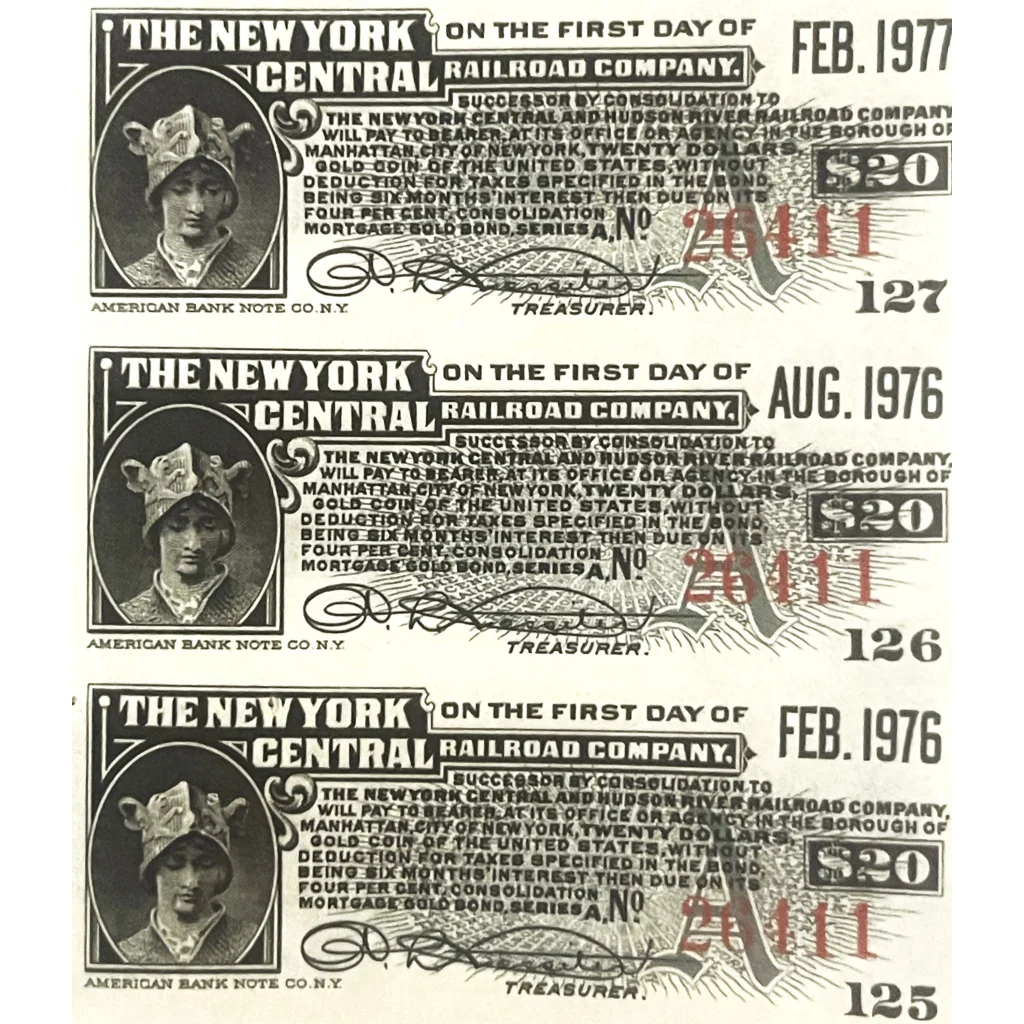 THE NEW YORK CENTRAL RAILROAD COMPANY.
ON THE FIRST DAY OF FEB. 1977
SUCCESSOR BY CONSOLIDATION TO
THE NEW YORK CENTRAL AND HUDSON RIVER RAILROAD COMPANY
WILL PAY TO BEARER, AT ITS OFFICE OR AGENCY IN THE BOROUGH OF
MANHATTAN, CITY OF NEW YORK, TWENTY DOLLARS,
GOLD COIN OF THE UNITED STATES, WITHOUT
DEDUCTION FOR TAXES SPECIFIED IN THE BOND,
BEING SIX MONTHS' INTEREST THEN DUE ON ITS
FOUR PER CENT. CONSOLIDATION
MORTGAGE GOLD BOND, SERIES A, No 26411
$20
A
TREASURER.
127
AMERICAN BANK NOTE CO. N.Y.
THE NEW YORK CENTRAL RAILROAD COMPANY.
ON THE FIRST DAY OF AUG. 1976
SUCCESSOR BY CONSOLIDATION TO
THE NEW YORK CENTRAL AND HUDSON RIVER RAILROAD COMPANY,
WILL PAY TO BEARER, AT ITS OFFICE OR AGENCY IN THE BOROUGH OF
MANHATTAN, CITY OF NEW YORK, TWENTY DOLLARS,
GOLD COIN OF THE UNITED STATES, WITHOUT
DEDUCTION FOR TAXES SPECIFIED IN THE BOND,
BEING SIX MONTHS' INTEREST THEN DUE ON ITS
FOUR PER CENT. CONSOLIDATION
MORTGAGE GOLD BOND, SERIES A, No 26411
$20
A
TREASURER.
126
AMERICAN BANK NOTE CO. N.Y.
THE NEW YORK CENTRAL RAILROAD COMPANY.
ON THE FIRST DAY OF FEB. 1976
SUCCESSOR BY CONSOLIDATION TO
THE NEW YORK CENTRAL AND HUDSON RIVER RAILROAD COMPANY,
WILL PAY TO BEARER, AT ITS OFFICE OR AGENCY IN THE BOROUGH OF
MANHATTAN, CITY OF NEW YORK, TWENTY DOLLARS,
GOLD COIN OF THE UNITED STATES, WITHOUT
DEDUCTION FOR TAXES SPECIFIED IN THE BOND,
BEING SIX MONTHS' INTEREST THEN DUE ON ITS
FOUR PER CENT. CONSOLIDATION
MORTGAGE GOLD BOND, SERIES A, No 26411
$20
A
TREASURER.
125
AMERICAN BANK NOTE CO. N.Y.